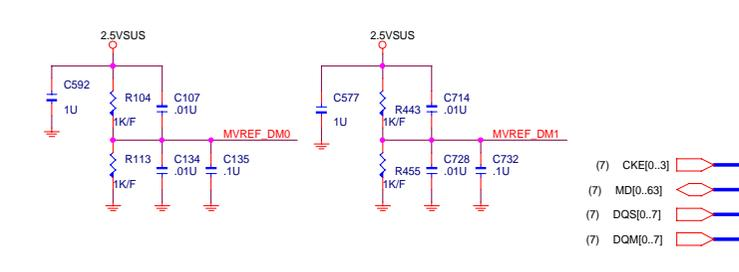 2.5VSUS
C592
1U
R104
1K/F
C107
.01U
MVREF_DM0
R113
1K/F
C134
.01U
C135
.1U
2.5VSUS
C577
1U
R443
1K/F
C714
.01U
MVREF_DM1
R455
1K/F
C728
.01U
C732
.1U
(7) CKE[0..3]
(7) MD[0..63]
(7) DQS[0..7]
(7) DQM[0..7]